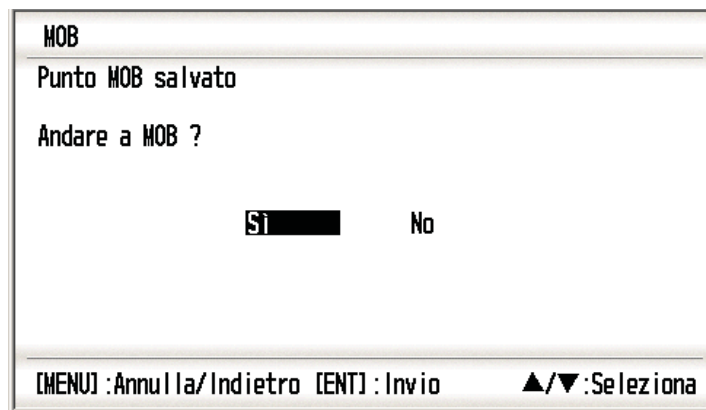 MOB
Punto MOB salvato
Andare a MOB ?
Sì No
[MENU]:Annulla/Indietro [ENT]:Invio ▲/▼:Seleziona